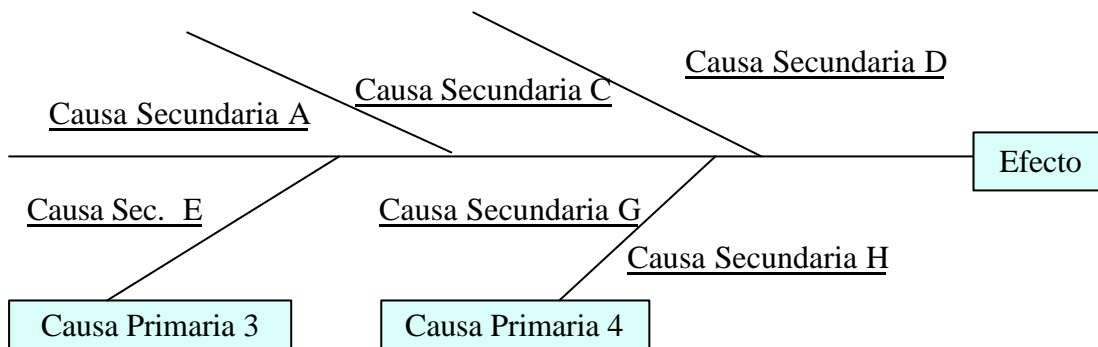 Causa Secundaria D
Causa Secundaria C
Causa Secundaria A
Efecto
Causa Sec. E
Causa Secundaria G
Causa Secundaria H
Causa Primaria 3
Causa Primaria 4